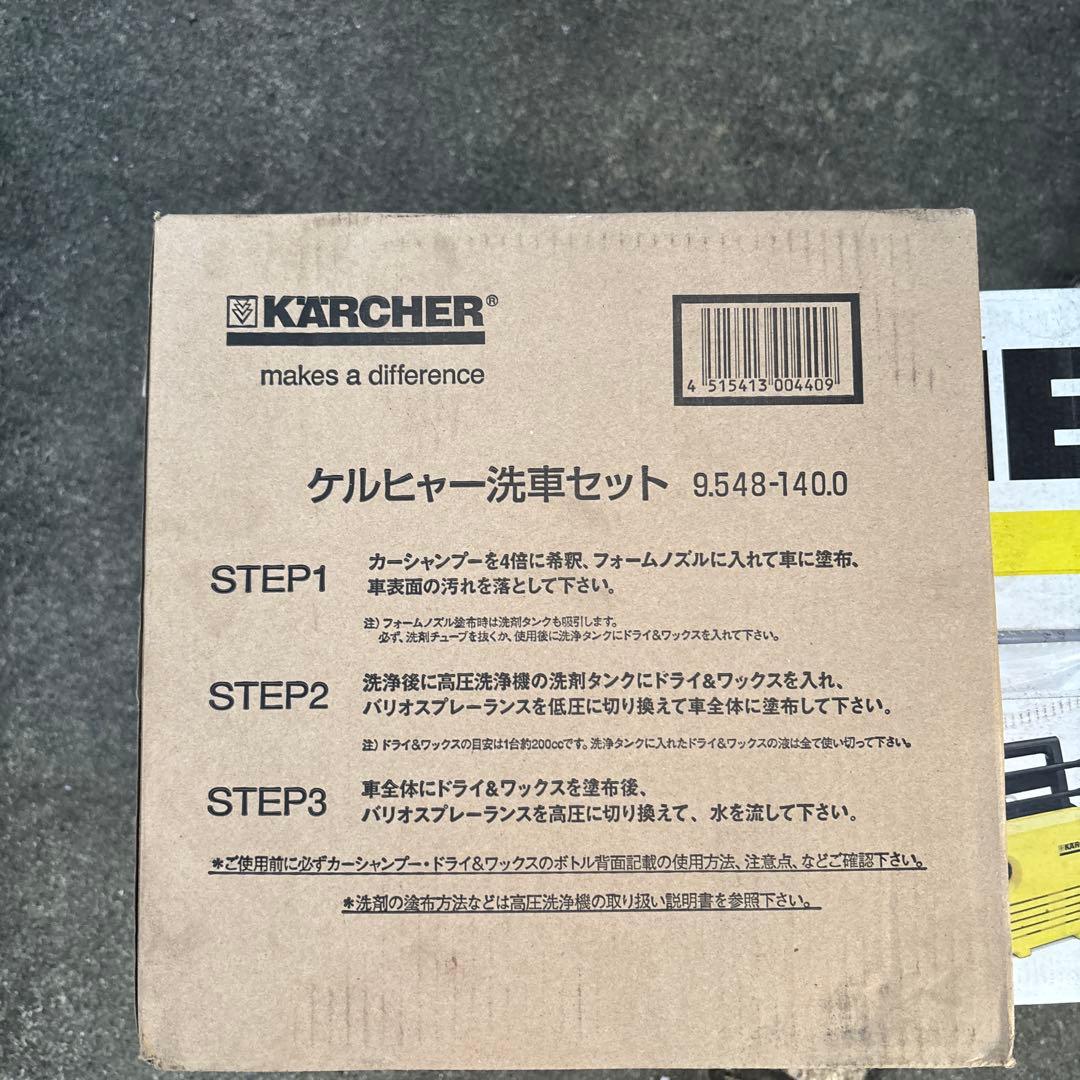 KÄRCHER®
makes a difference
4 515413 004409
ケルヒャー洗車セット 9.548-140.0
STEP1
カーシャンプーを4倍に希釈、フォームノズルに入れて車に塗布、
車表面の汚れを落として下さい。
注）フォームノズル塗布時は洗剤タンクも吸引します。
必ず、洗剤チューブを抜くか、使用後に洗浄タンクにドライ&ワックスを入れて下さい。
STEP2
洗浄後に高圧洗浄機の洗剤タンクにドライ&ワックスを入れ、
バリオスプレーランスを低圧に切り換えて車全体に塗布して下さい。
注）ドライ&ワックスの目安は1台約200ccです。洗浄タンクに入れたドライ&ワックスの液は全て使い切って下さい。
STEP3
車全体にドライ&ワックスを塗布後、
バリオスプレーランスを高圧に切り換えて、水を流して下さい。
*ご使用前に必ずカーシャンプー・ドライ&ワックスのボトル背面記載の使用方法、注意点、などご確認下さい。
*洗剤の塗布方法などは高圧洗浄機の取り扱い説明書を参照下さい。